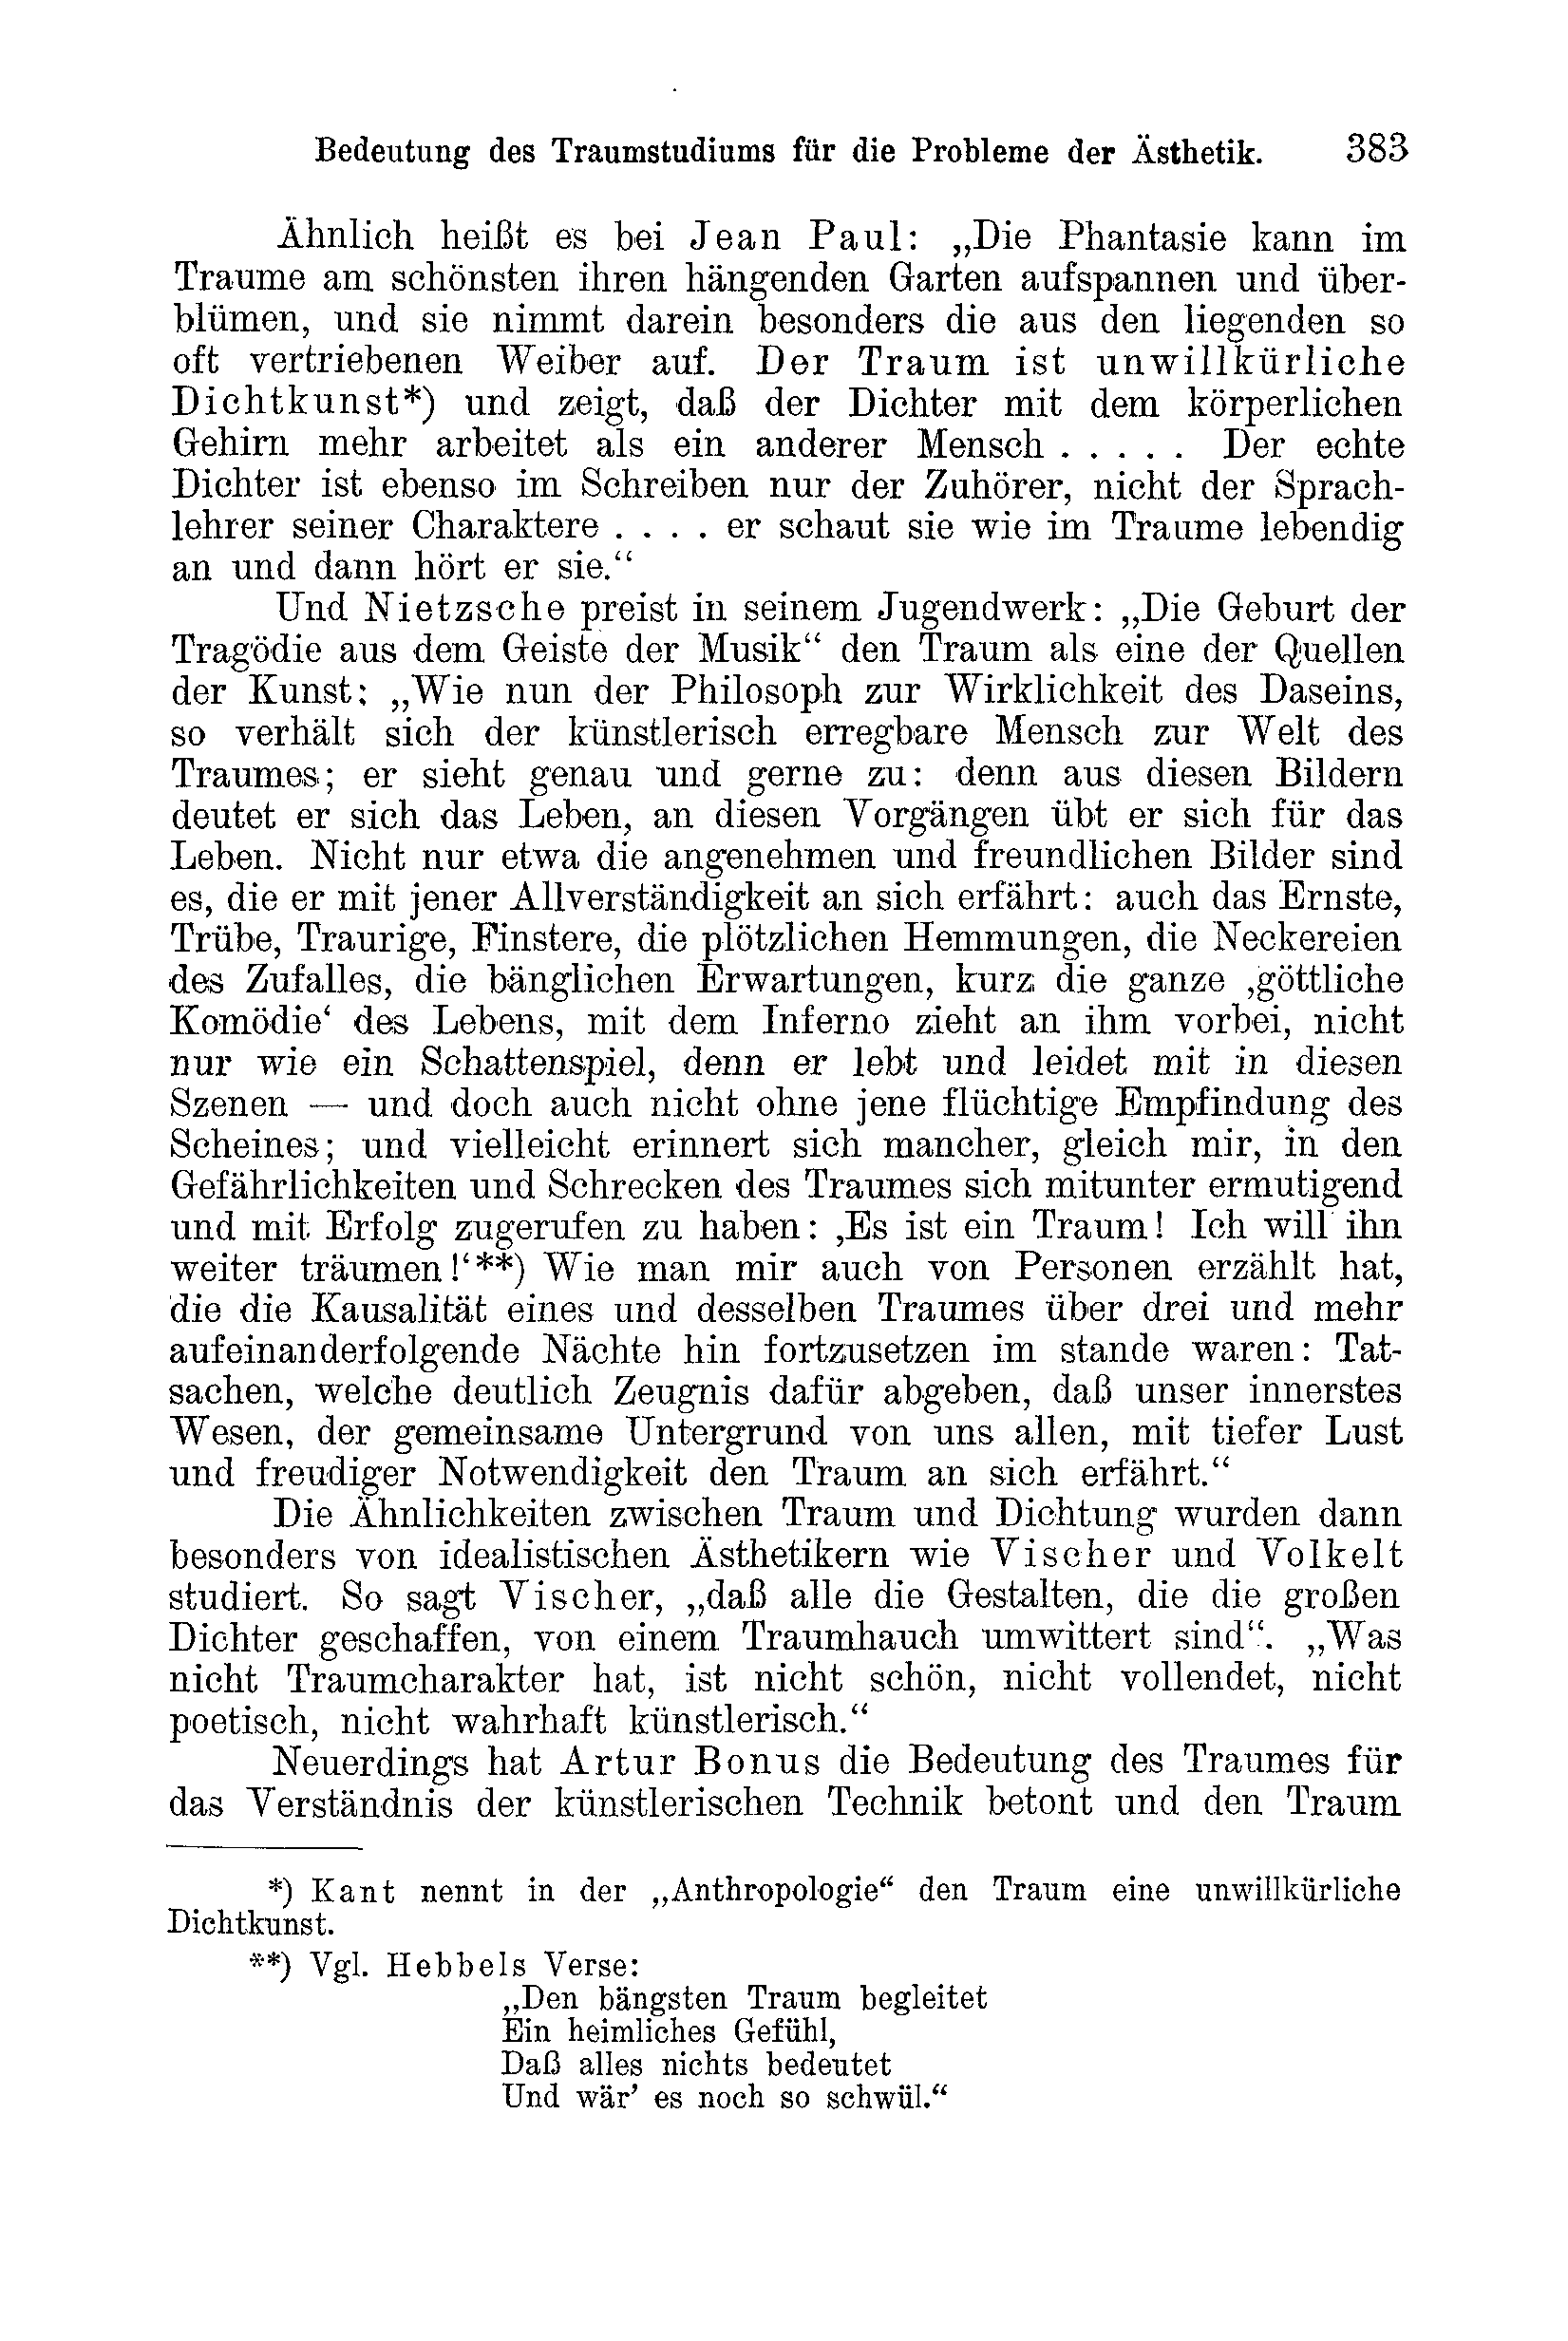 Bedeutung des Traumstudiums für die Probleme der Ästhetik. 383
Ähnlich heißt es bei Jean Paul: „Die Phantasie kann im
Traume am schönsten ihren hängenden Garten aufspannen und über-
blümen, und sie nimmt darein besonders die aus den liegenden so
oft vertriebenen Weiber auf. Der Traum ist unwillkürliche
Dichtkunst*) und zeigt, daß der Dichter mit dem körperlichen
Gehirn mehr arbeitet als ein anderer Mensch . . . . . Der echte
Dichter ist ebenso im Schreiben nur der Zuhörer, nicht der Sprach-
lehrer seiner Charaktere . . . . er schaut sie wie im Traume lebendig
an und dann hört er sie.“
Und Nietzsche preist in seinem Jugendwerk: „Die Geburt der
Tragödie aus dem Geiste der Musik“ den Traum als eine der Quellen
der Kunst: „Wie nun der Philosoph zur Wirklichkeit des Daseins,
so verhält sich der künstlerisch erregbare Mensch zur Welt des
Traumes; er sieht genau und gerne zu: denn aus diesen Bildern
deutet er sich das Leben, an diesen Vorgängen übt er sich für das
Leben. Nicht nur etwa die angenehmen und freundlichen Bilder sind
es, die er mit jener Allverständigkeit an sich erfährt: auch das Ernste,
Trübe, Traurige, Finstere, die plötzlichen Hemmungen, die Neckereien
des Zufalles, die bänglichen Erwartungen, kurz die ganze ‚göttliche
Komödie‘ des Lebens, mit dem Inferno zieht an ihm vorbei, nicht
nur wie ein Schattenspiel, denn er lebt und leidet mit in diesen
Szenen — und doch auch nicht ohne jene flüchtige Empfindung des
Scheines; und vielleicht erinnert sich mancher, gleich mir, in den
Gefährlichkeiten und Schrecken des Traumes sich mitunter ermutigend
und mit Erfolg zugerufen zu haben: ‚Es ist ein Traum! Ich will ihn
weiter träumen!‘**) Wie man mir auch von Personen erzählt hat,
die die Kausalität eines und desselben Traumes über drei und mehr
aufeinanderfolgende Nächte hin fortzusetzen im stande waren: Tat-
sachen, welche deutlich Zeugnis dafür abgeben, daß unser innerstes
Wesen, der gemeinsame Untergrund von uns allen, mit tiefer Lust
und freudiger Notwendigkeit den Traum an sich erfährt.“
Die Ähnlichkeiten zwischen Traum und Dichtung wurden dann
besonders von idealistischen Ästhetikern wie Vischer und Volkelt
studiert. So sagt Vischer, „daß alle die Gestalten, die die großen
Dichter geschaffen, von einem Traumhauch umwittert sind“. „Was
nicht Traumcharakter hat, ist nicht schön, nicht vollendet, nicht
poetisch, nicht wahrhaft künstlerisch.“
Neuerdings hat Artur Bonus die Bedeutung des Traumes für
das Verständnis der künstlerischen Technik betont und den Traum
*) Kant nennt in der „Anthropologie“ den Traum eine unwillkürliche
Dichtkunst.
**) Vgl. Hebbels Verse:
„Den bängsten Traum begleitet
Ein heimliches Gefühl,
Daß alles nichts bedeutet
Und wär’ es noch so schwül.“